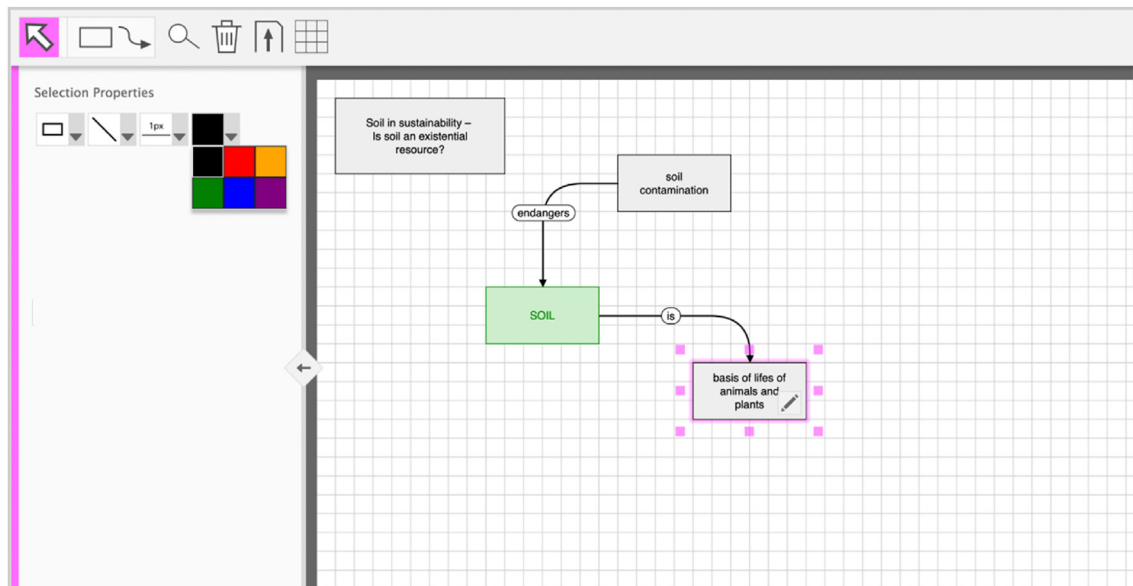 Selection Properties
1px
Soil in sustainability –
Is soil an existential
resource?
soil
contamination
endangers
SOIL
is
basis of lifes of
animals and
plants